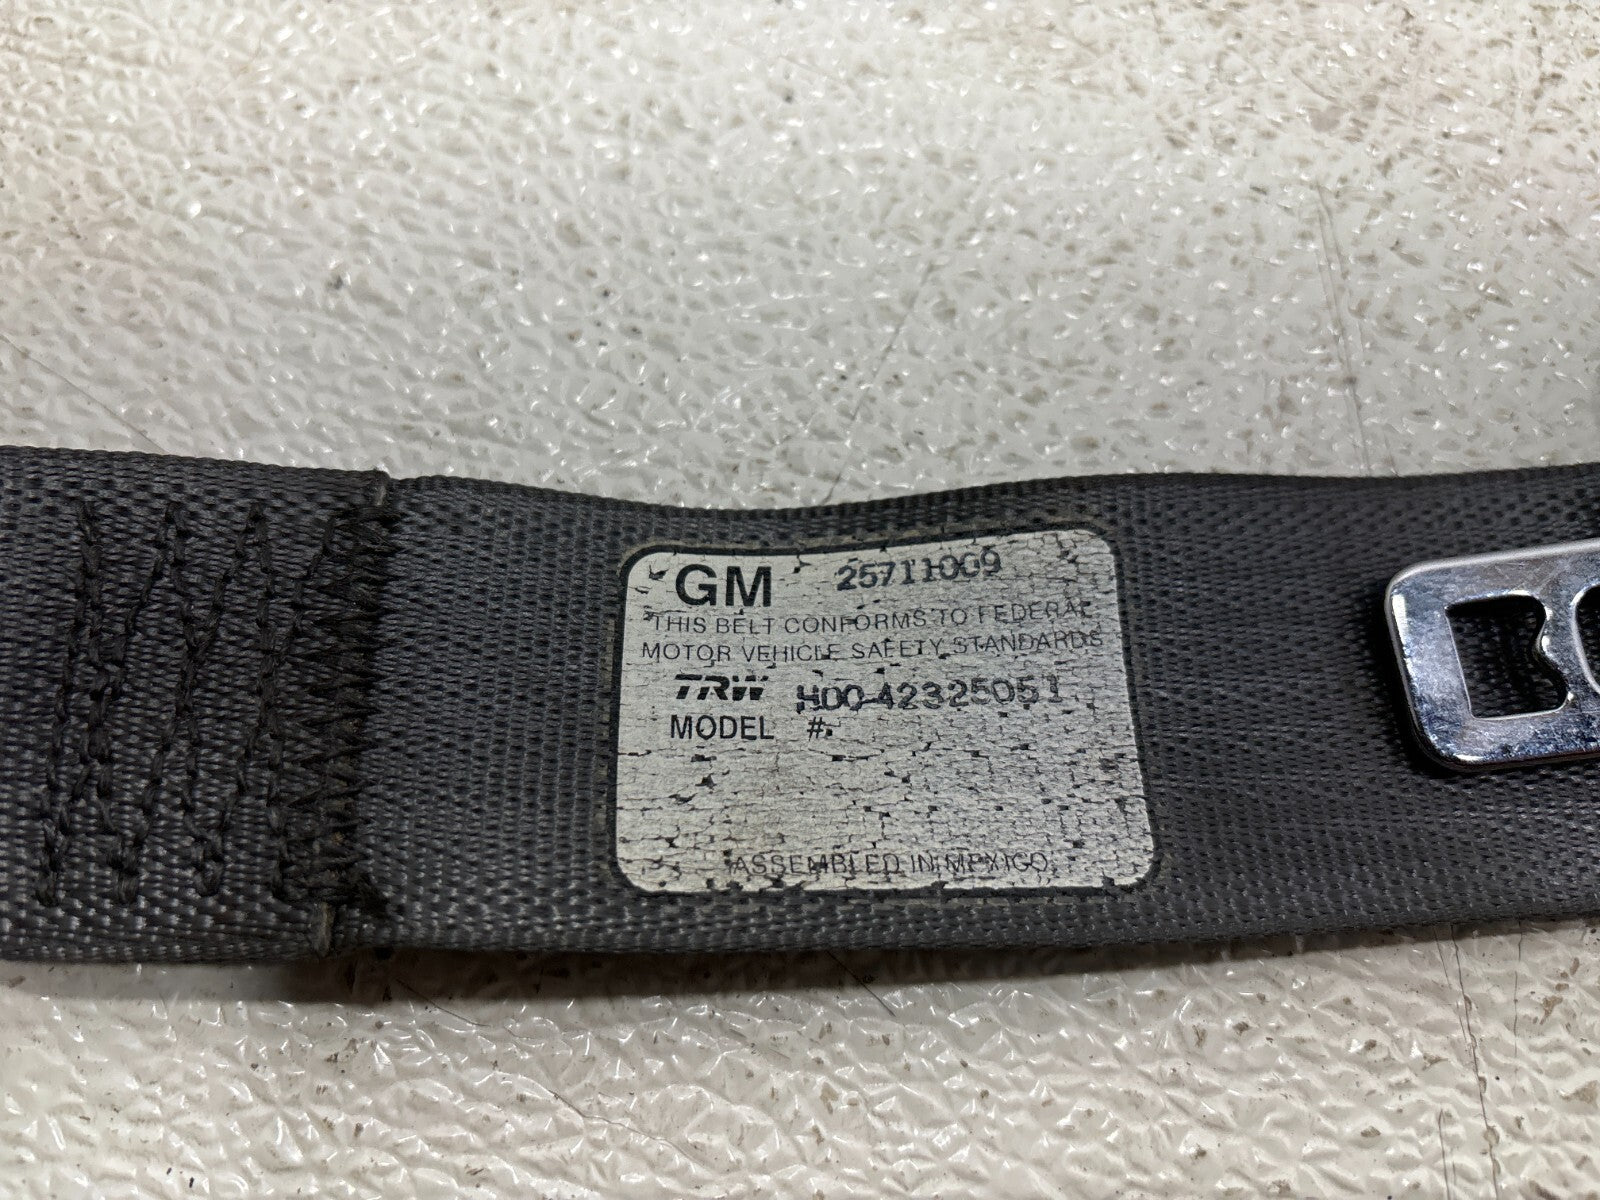 GM 25711009
THIS BELT CONFORMS TO FEDERAL
MOTOR VEHICLE SAFETY STANDARDS
TRW H00-42325051
MODEL #:
ASSEMBLED IN MEXICO